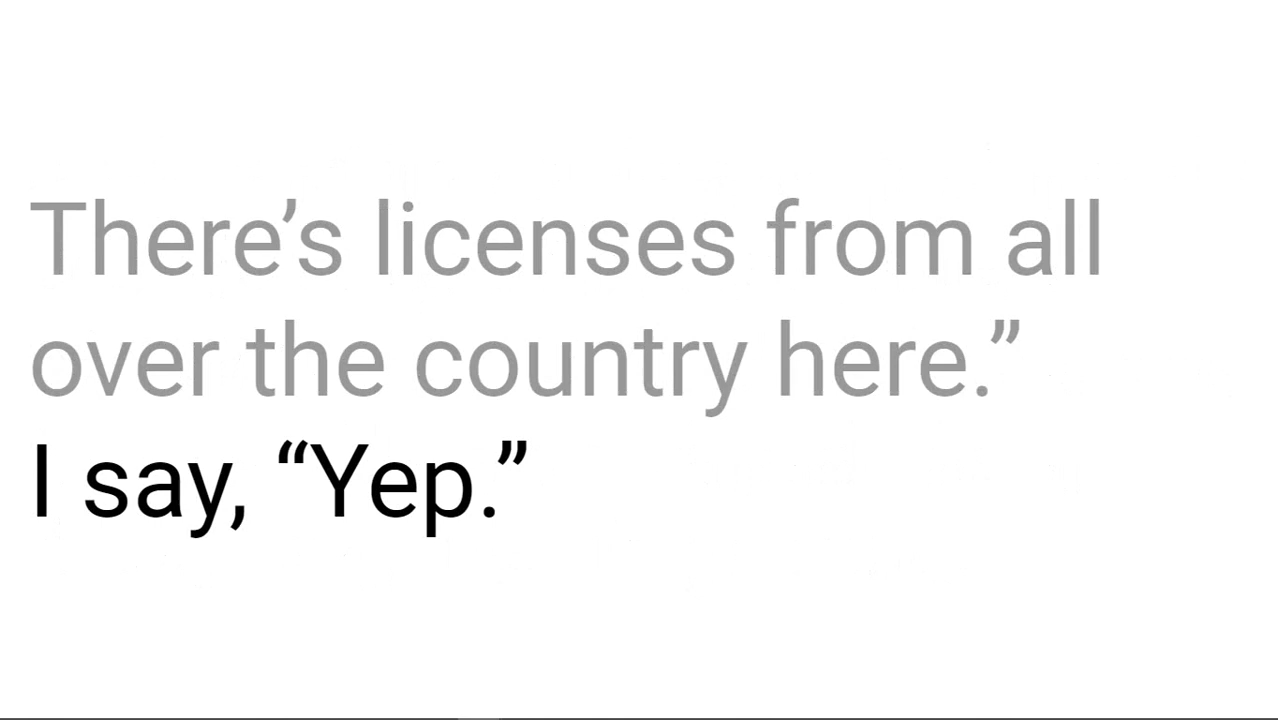 There’s licenses from all
over the country here.”
I say, “Yep.”